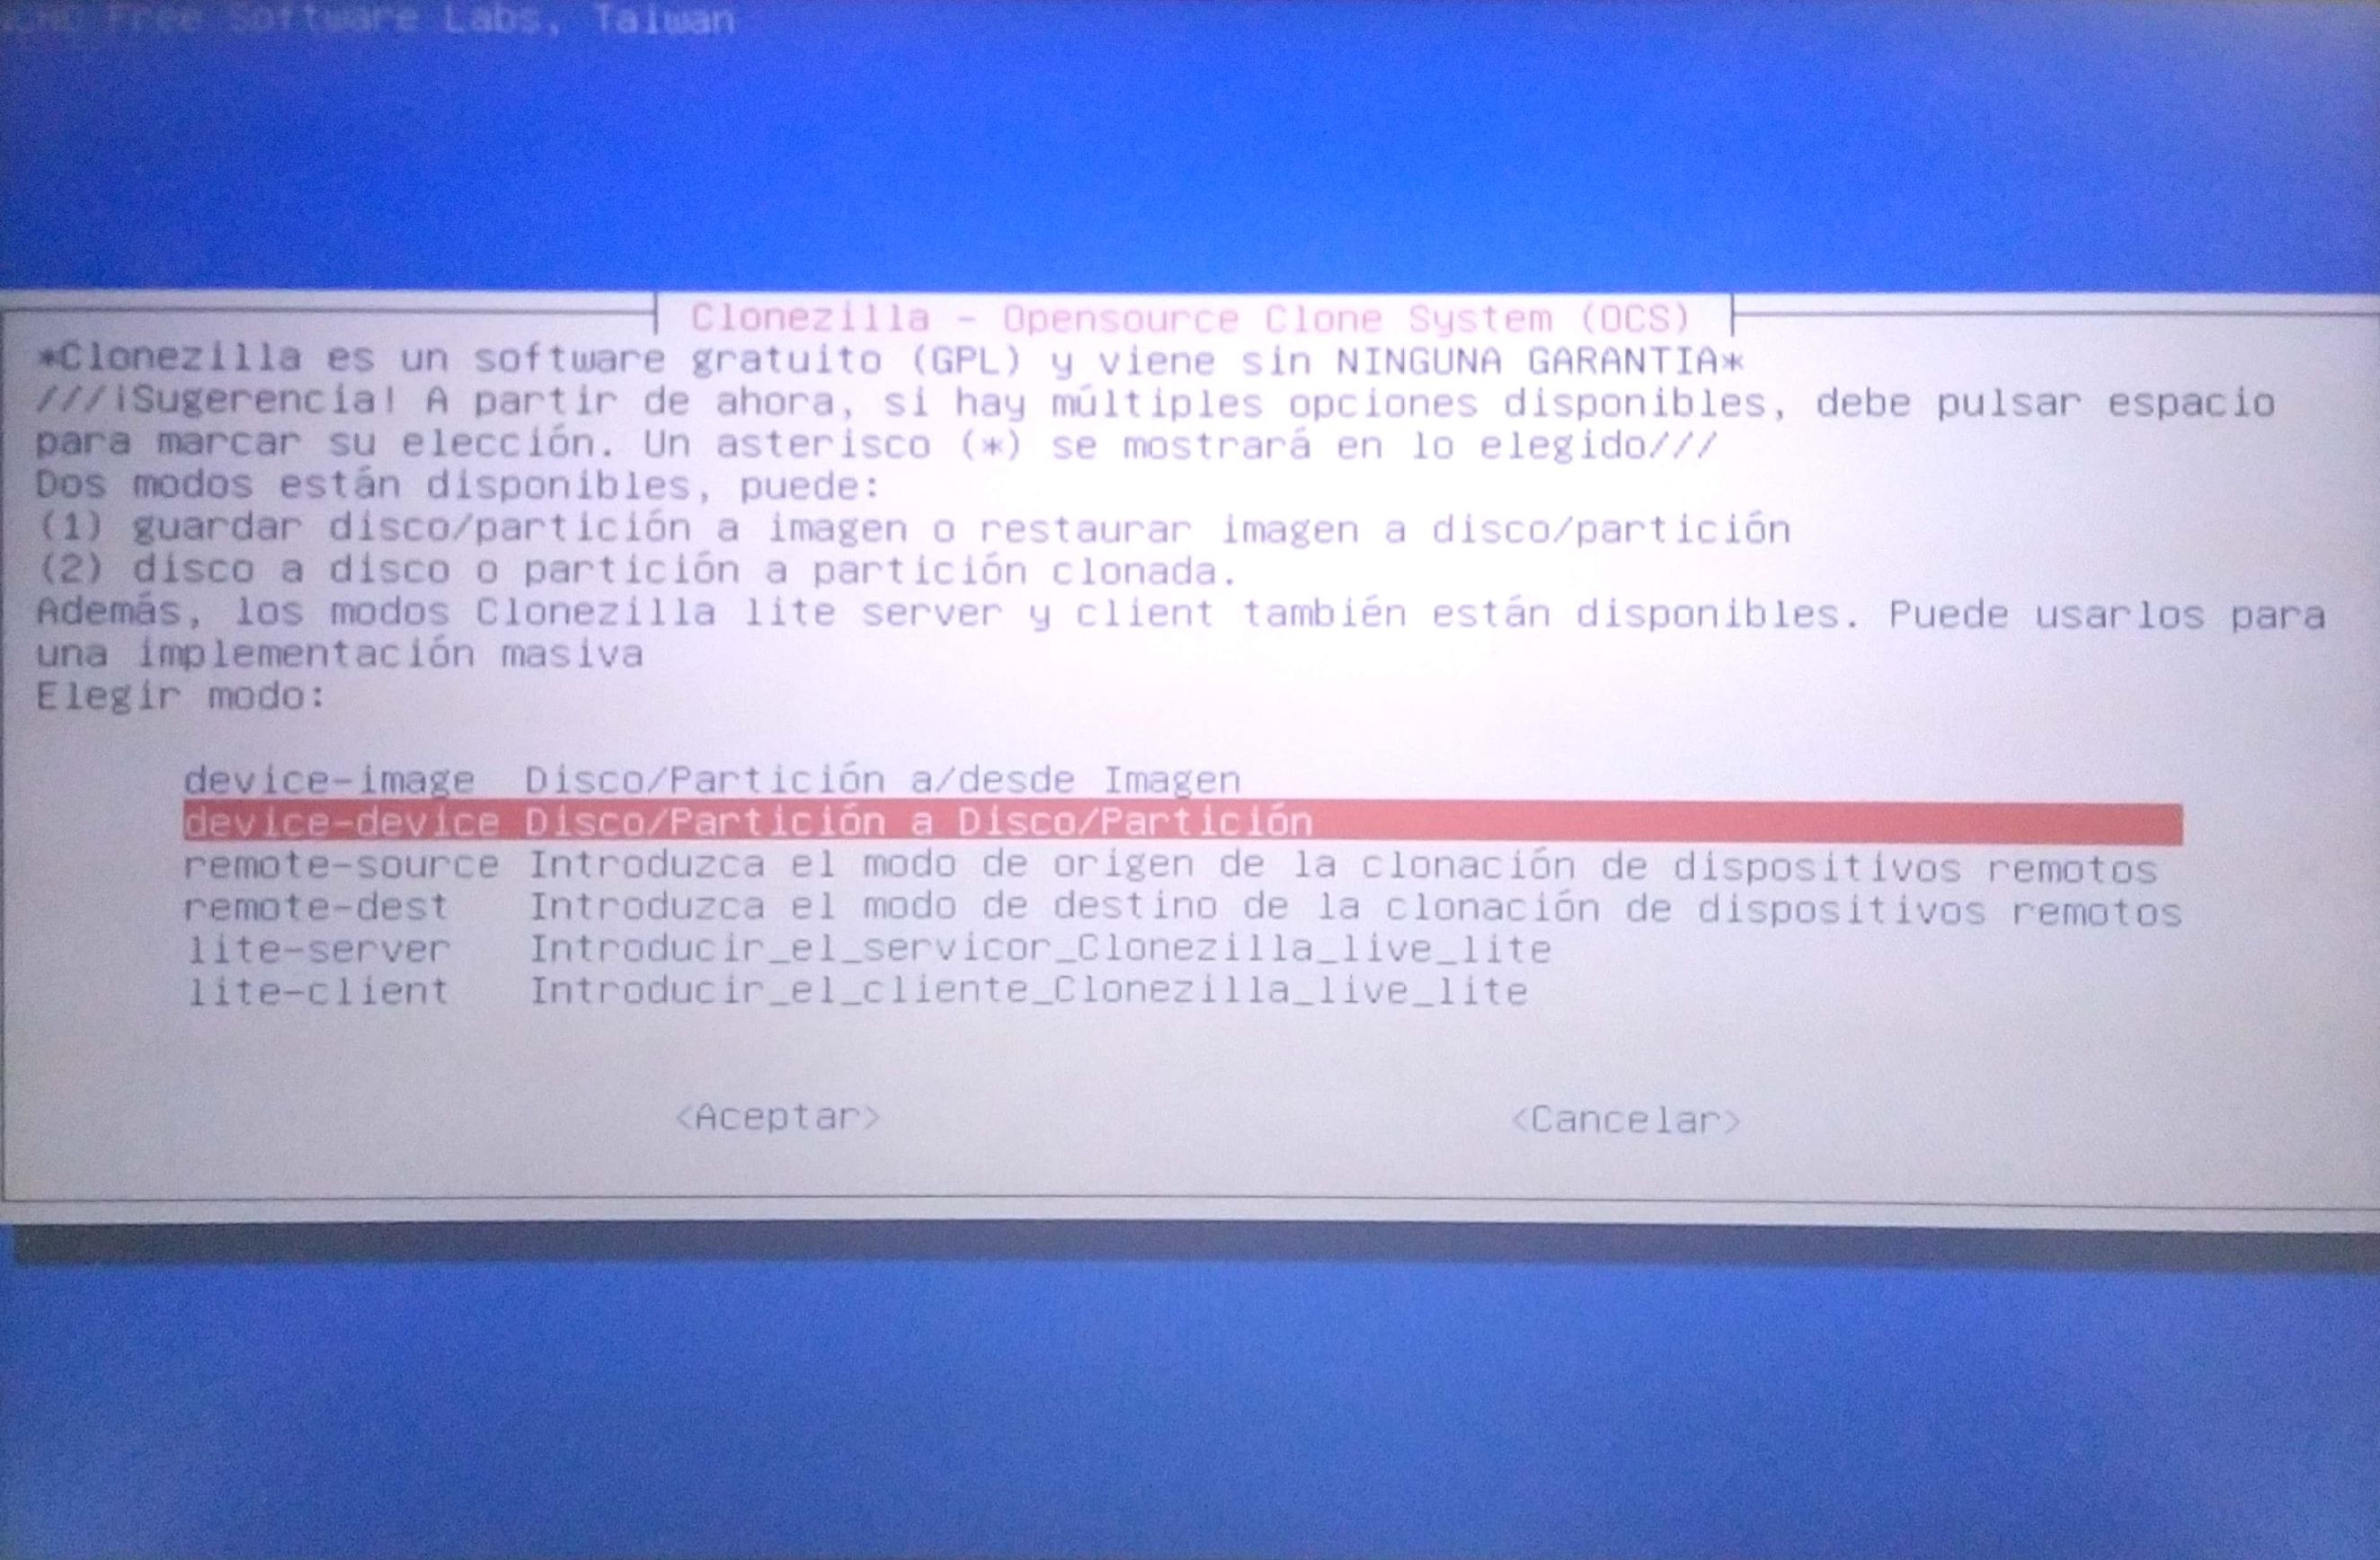 Free Software Labs, Taiwan
Clonezilla - Opensource Clone System (OCS)
*Clonezilla es un software gratuito (GPL) y viene sin NINGUNA GARANTIA*
///¡Sugerencia! A partir de ahora, si hay múltiples opciones disponibles, debe pulsar espacio
para marcar su elección. Un asterisco (*) se mostrará en lo elegido///
Dos modos están disponibles, puede:
(1) guardar disco/partición a imagen o restaurar imagen a disco/partición
(2) disco a disco o partición a partición clonada.
Además, los modos Clonezilla lite server y client también están disponibles. Puede usarlos para
una implementación masiva
Elegir modo:
device-image Disco/Partición a/desde Imagen
device-device Disco/Partición a Disco/Partición
remote-source Introduzca el modo de origen de la clonación de dispositivos remotos
remote-dest Introduzca el modo de destino de la clonación de dispositivos remotos
lite-server Introducir_el_servicor_Clonezilla_live_lite
lite-client Introducir_el_cliente_Clonezilla_live_lite
<Aceptar> <Cancelar>